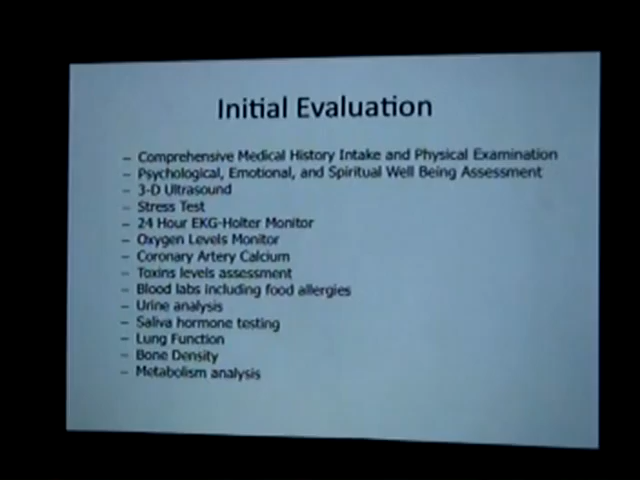 Initial Evaluation
– Comprehensive Medical History Intake and Physical Examination
– Psychological, Emotional, and Spiritual Well Being Assessment
– 3-D Ultrasound
– Stress Test
– 24 Hour EKG-Holter Monitor
– Oxygen Levels Monitor
– Coronary Artery Calcium
– Toxins levels assessment
– Blood labs including food allergies
– Urine analysis
– Saliva hormone testing
– Lung Function
– Bone Density
– Metabolism analysis